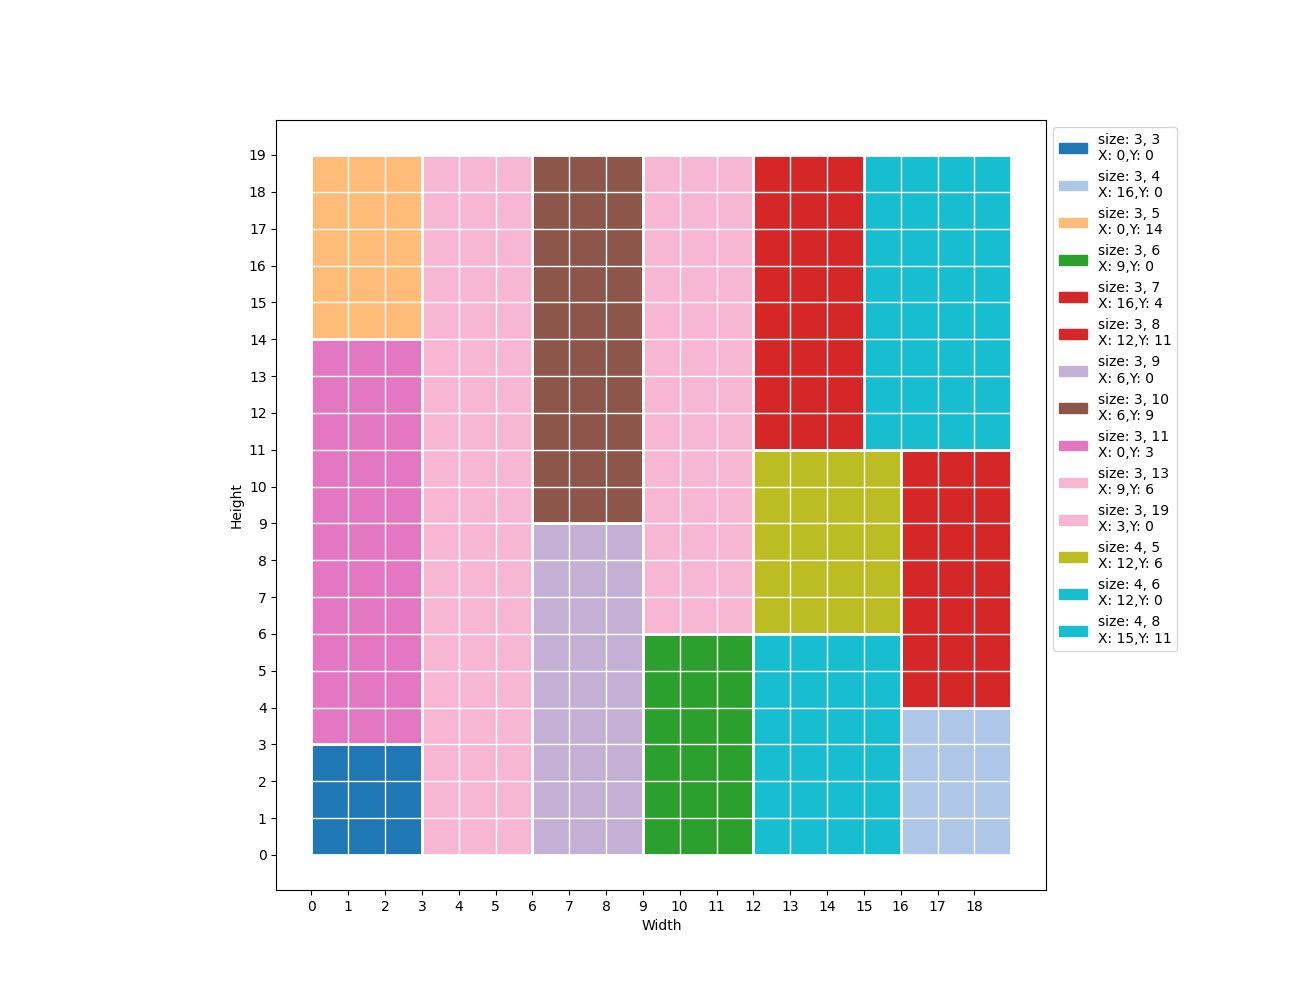 19
18
17
16
15
14
13
12
11
10
9
8
7
6
5
4
3
2
1
0
Height
0 1 2 3 4 5 6 7 8 9 10 11 12 13 14 15 16 17 18
Width
size: 3, 3
X: 0,Y: 0
size: 3, 4
X: 16,Y: 0
size: 3, 5
X: 0,Y: 14
size: 3, 6
X: 9,Y: 0
size: 3, 7
X: 16,Y: 4
size: 3, 8
X: 12,Y: 11
size: 3, 9
X: 6,Y: 0
size: 3, 10
X: 6,Y: 9
size: 3, 11
X: 0,Y: 3
size: 3, 13
X: 9,Y: 6
size: 3, 19
X: 3,Y: 0
size: 4, 5
X: 12,Y: 6
size: 4, 6
X: 12,Y: 0
size: 4, 8
X: 15,Y: 11